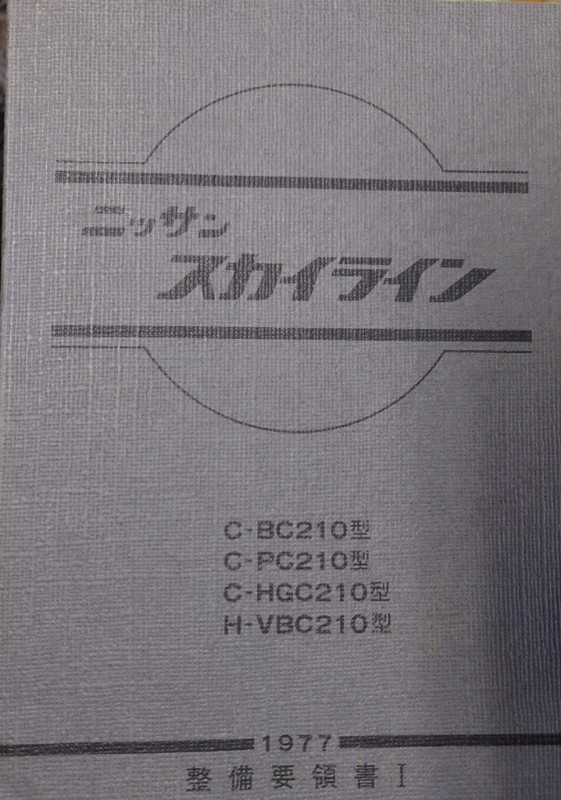 ニッサン
スカイライン
C-BC210型
C-PC210型
C-HGC210型
H-VBC210型
1977
整備要領書 I